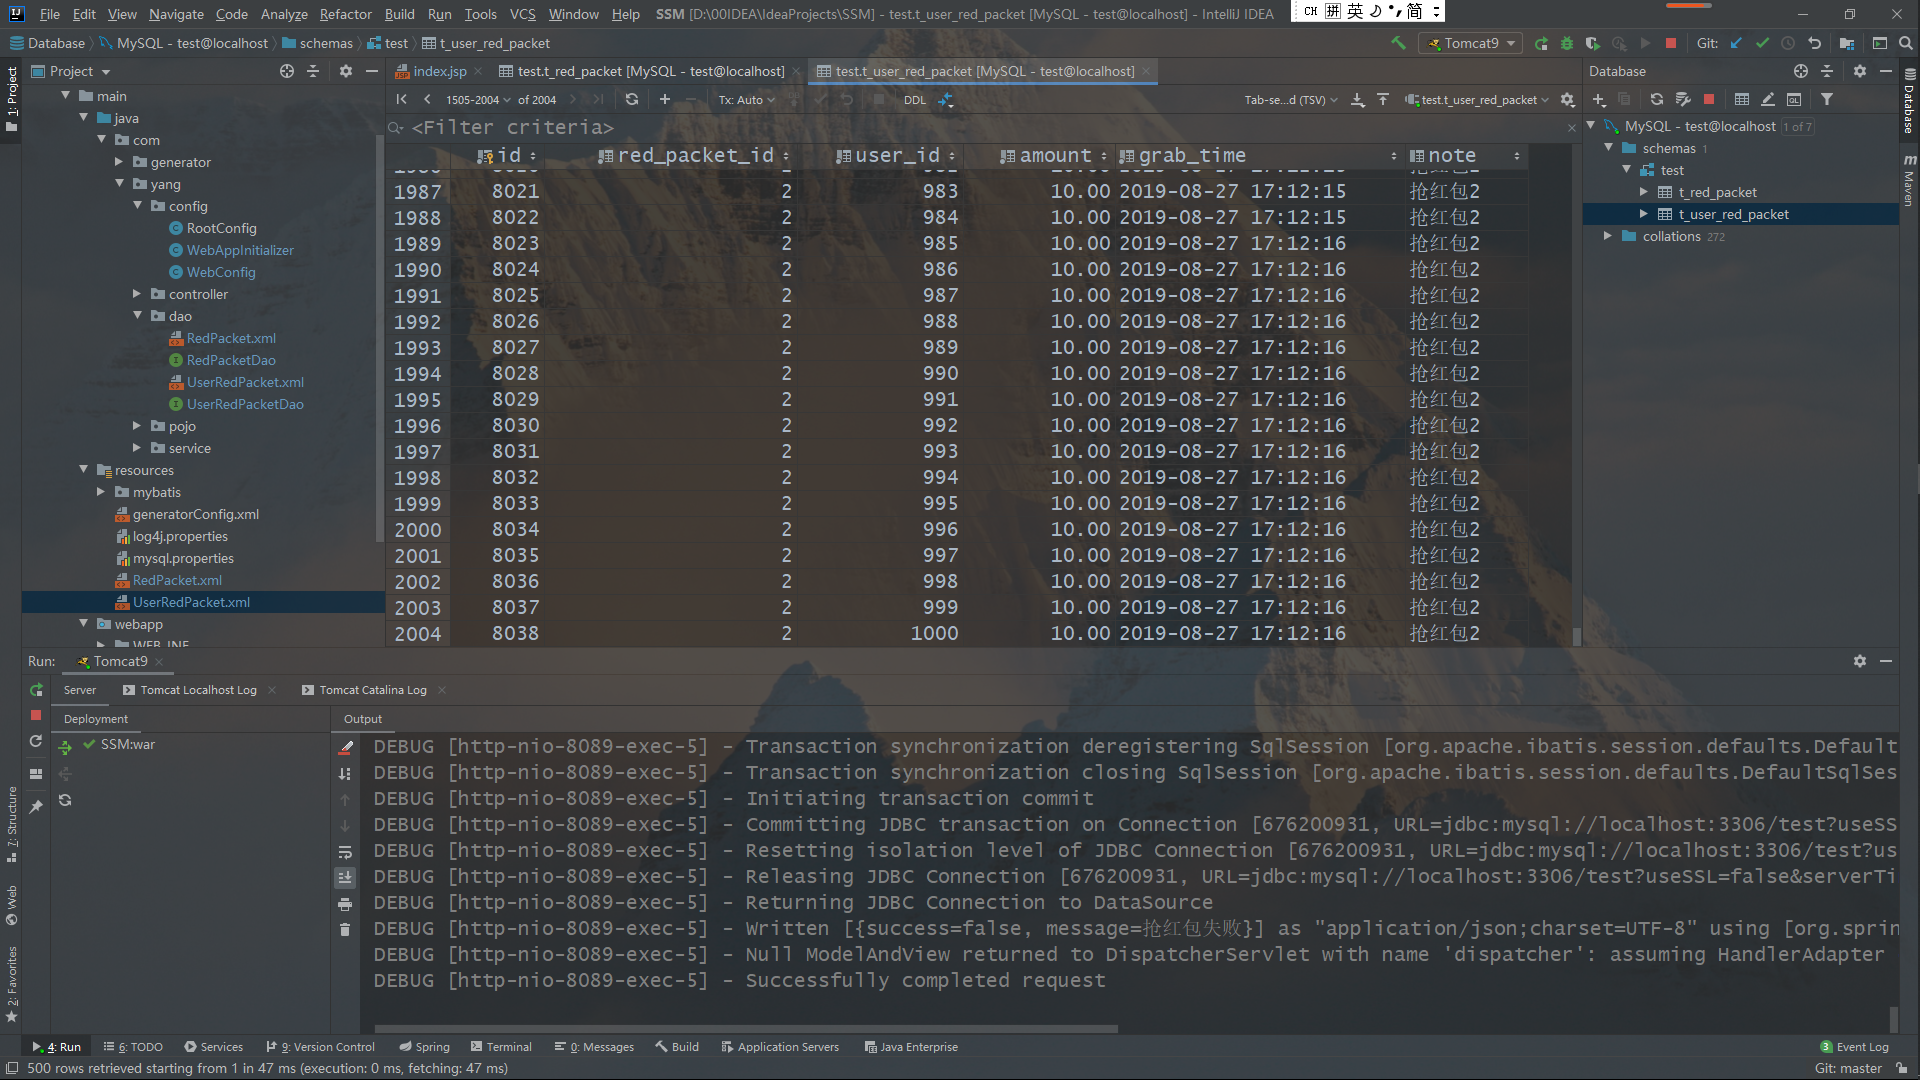 File Edit View Navigate Code Analyze Refactor Build Run Tools VCS Window Help SSM [D:\00IDEA\IdeaProjects\SSM] - test.t_user_red_packet [MySQL - test@localhost] - IntelliJ IDEA
CH 拼 英 简
Database MySQL - test@localhost schemas test t_user_red_packet Tomcat9 Git:
1: Project
Project
main
java
com
generator
yang
config
RootConfig
WebAppInitializer
WebConfig
controller
dao
RedPacket.xml
RedPacketDao
UserRedPacket.xml
UserRedPacketDao
pojo
service
resources
mybatis
generatorConfig.xml
log4j.properties
mysql.properties
RedPacket.xml
UserRedPacket.xml
webapp
WEB_INF
index.jsp test.t_red_packet [MySQL - test@localhost] test.t_user_red_packet [MySQL - test@localhost]
1505-2004 of 2004 Tx: Auto DDL Tab-se...d (TSV) test.t_user_red_packet
<Filter criteria>
id red_packet_id user_id amount grab_time note
1987 8021 2 983 10.00 2019-08-27 17:12:15 抢红包2
1988 8022 2 984 10.00 2019-08-27 17:12:15 抢红包2
1989 8023 2 985 10.00 2019-08-27 17:12:16 抢红包2
1990 8024 2 986 10.00 2019-08-27 17:12:16 抢红包2
1991 8025 2 987 10.00 2019-08-27 17:12:16 抢红包2
1992 8026 2 988 10.00 2019-08-27 17:12:16 抢红包2
1993 8027 2 989 10.00 2019-08-27 17:12:16 抢红包2
1994 8028 2 990 10.00 2019-08-27 17:12:16 抢红包2
1995 8029 2 991 10.00 2019-08-27 17:12:16 抢红包2
1996 8030 2 992 10.00 2019-08-27 17:12:16 抢红包2
1997 8031 2 993 10.00 2019-08-27 17:12:16 抢红包2
1998 8032 2 994 10.00 2019-08-27 17:12:16 抢红包2
1999 8033 2 995 10.00 2019-08-27 17:12:16 抢红包2
2000 8034 2 996 10.00 2019-08-27 17:12:16 抢红包2
2001 8035 2 997 10.00 2019-08-27 17:12:16 抢红包2
2002 8036 2 998 10.00 2019-08-27 17:12:16 抢红包2
2003 8037 2 999 10.00 2019-08-27 17:12:16 抢红包2
2004 8038 2 1000 10.00 2019-08-27 17:12:16 抢红包2
Database
MySQL - test@localhost 1 of 7
schemas 1
test
t_red_packet
t_user_red_packet
collations 272
Database
Maven
Run: Tomcat9
Server Tomcat Localhost Log Tomcat Catalina Log
Deployment Output
SSM:war
DEBUG [http-nio-8089-exec-5] - Transaction synchronization deregistering SqlSession [org.apache.ibatis.session.defaults.Default
DEBUG [http-nio-8089-exec-5] - Transaction synchronization closing SqlSession [org.apache.ibatis.session.defaults.DefaultSqlSes
DEBUG [http-nio-8089-exec-5] - Initiating transaction commit
DEBUG [http-nio-8089-exec-5] - Committing JDBC transaction on Connection [676200931, URL=jdbc:mysql://localhost:3306/test?useSS
DEBUG [http-nio-8089-exec-5] - Resetting isolation level of JDBC Connection [676200931, URL=jdbc:mysql://localhost:3306/test?us
DEBUG [http-nio-8089-exec-5] - Releasing JDBC Connection [676200931, URL=jdbc:mysql://localhost:3306/test?useSSL=false&serverTi
DEBUG [http-nio-8089-exec-5] - Returning JDBC Connection to DataSource
DEBUG [http-nio-8089-exec-5] - Written [{success=false, message=抢红包失败}] as "application/json;charset=UTF-8" using [org.sprin
DEBUG [http-nio-8089-exec-5] - Null ModelAndView returned to DispatcherServlet with name 'dispatcher': assuming HandlerAdapter
DEBUG [http-nio-8089-exec-5] - Successfully completed request
7: Structure
Web
2: Favorites
4: Run 6: TODO Services 9: Version Control Spring Terminal 0: Messages Build Application Servers Java Enterprise 3 Event Log
500 rows retrieved starting from 1 in 47 ms (execution: 0 ms, fetching: 47 ms) Git: master